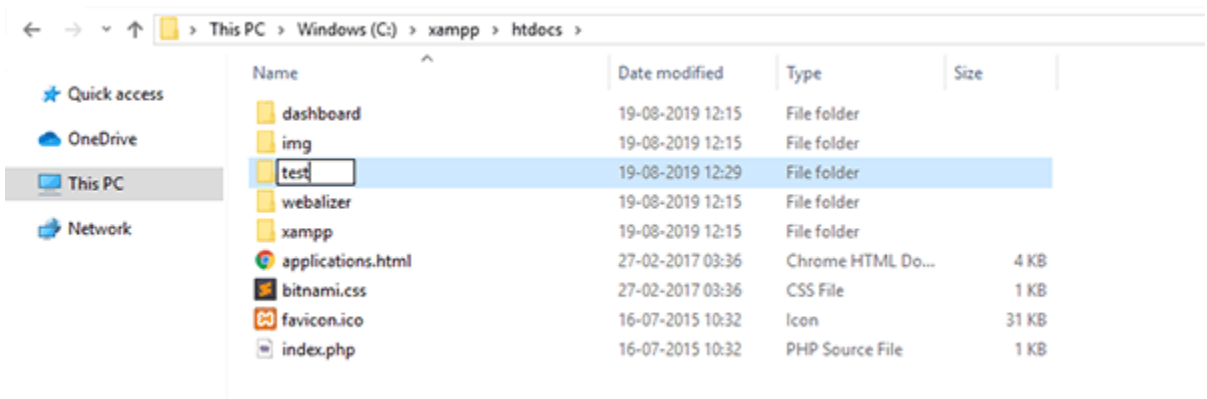 This PC > Windows (C:) > xampp > htdocs >
Name Date modified Type Size
Quick access
OneDrive
This PC
Network
dashboard 19-08-2019 12:15 File folder
img 19-08-2019 12:15 File folder
test 19-08-2019 12:29 File folder
webalizer 19-08-2019 12:15 File folder
xampp 19-08-2019 12:15 File folder
applications.html 27-02-2017 03:36 Chrome HTML Do... 4 KB
bitnami.css 27-02-2017 03:36 CSS File 1 KB
favicon.ico 16-07-2015 10:32 Icon 31 KB
index.php 16-07-2015 10:32 PHP Source File 1 KB